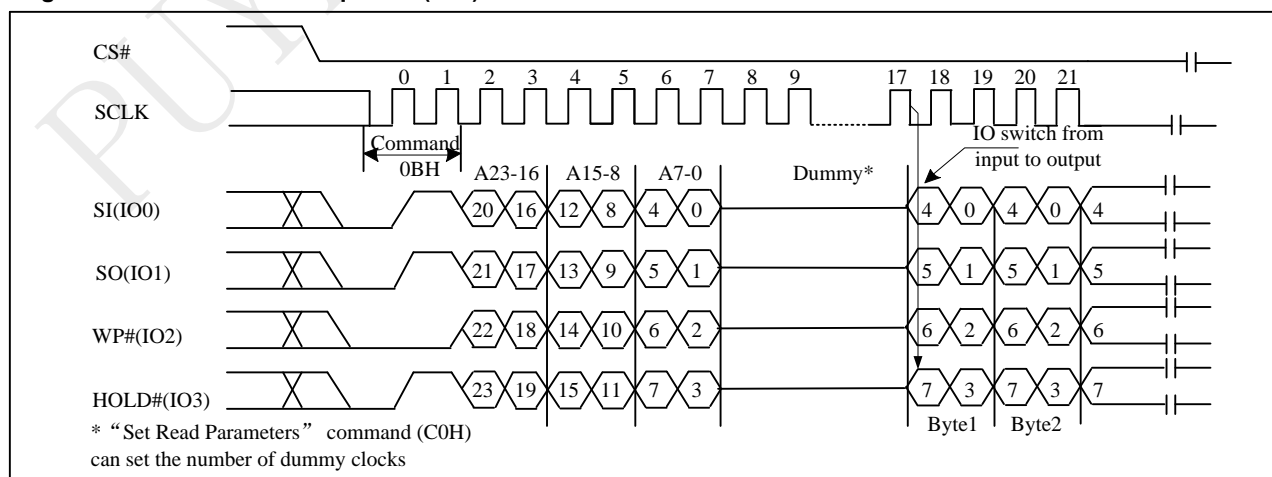 PUY
CS#
0 1 2 3 4 5 6 7 8 9 17 18 19 20 21
SCLK
Command
0BH
IO switch from
input to output
A23-16 A15-8 A7-0 Dummy*
SI(IO0) 20 16 12 8 4 0 4 0 4 0 4
SO(IO1) 21 17 13 9 5 1 5 1 5 1 5
WP#(IO2) 22 18 14 10 6 2 6 2 6 2 6
HOLD#(IO3) 23 19 15 11 7 3 7 3 7 3 7
Byte1 Byte2
* “Set Read Parameters” command (C0H)
can set the number of dummy clocks